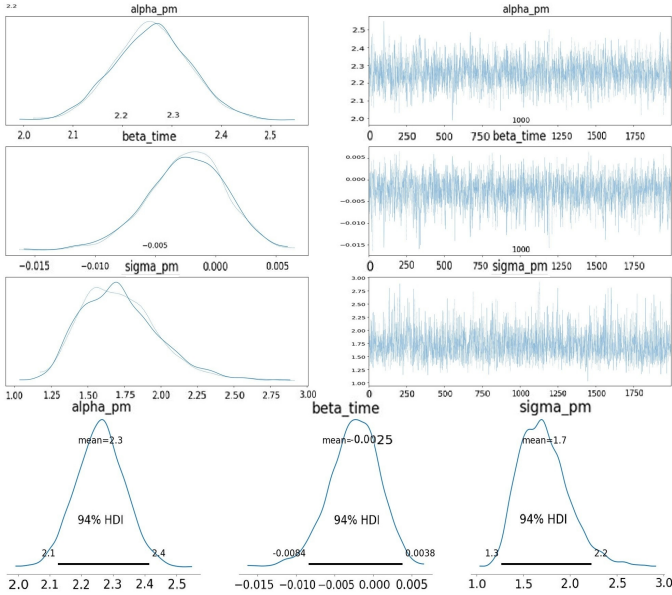 2.2
alpha_pm alpha_pm
2.5
2.4
2.3
2.2
2.1
2.0
2.2 2.3
1000
2.0 2.1 2.4 2.5
0 250 500 750 1250 1500 1750
beta_time beta_time
0.005
0.000
−0.005
−0.010
−0.015
−0.005
1000
−0.015 −0.010 0.000 0.005
0 250 500 750 1250 1500 1750
sigma_pm sigma_pm
3.00
2.75
2.50
2.25
2.00
1.75
1.50
1.25
1.00
1.00 1.25 1.50 1.75 2.00 2.25 2.50 2.75 3.00
0 250 500 750 1000 1250 1500 1750
alpha_pm beta_time sigma_pm
mean=2.3 mean=-0.0025 mean=1.7
94% HDI 94% HDI 94% HDI
2.1 2.4 -0.0084 0.0038 1.3 2.2
2.0 2.1 2.2 2.3 2.4 2.5 −0.015 −0.010 −0.005 0.000 0.005 1.0 1.5 2.0 2.5 3.0